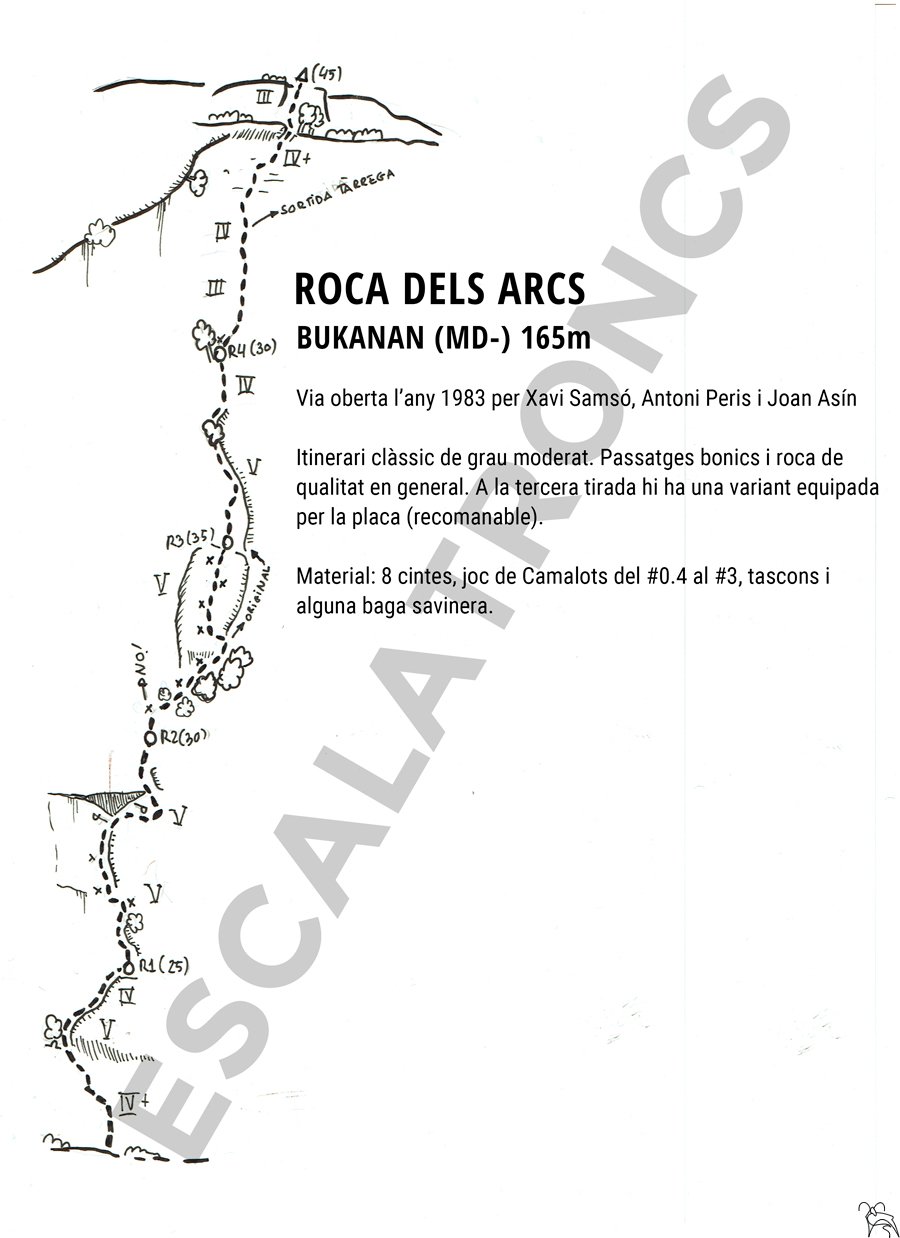 (45)
III
IV+
SORTIDA TÀRREGA
IV
III
ROCA DELS ARCS
BUKANAN (MD-) 165m
R4 (30)
IV
Via oberta l’any 1983 per Xavi Samsó, Antoni Peris i Joan Asín
Itinerari clàssic de grau moderat. Passatges bonics i roca de
qualitat en general. A la tercera tirada hi ha una variant equipada
per la placa (recomanable).
V
R3 (35)
V
Material: 8 cintes, joc de Camalots del #0.4 al #3, tascons i
alguna baga savinera.
ORIGINAL
NO!
R2 (30)
V
V
R1 (25)
IV
V
IV+
ESCALATRONCS